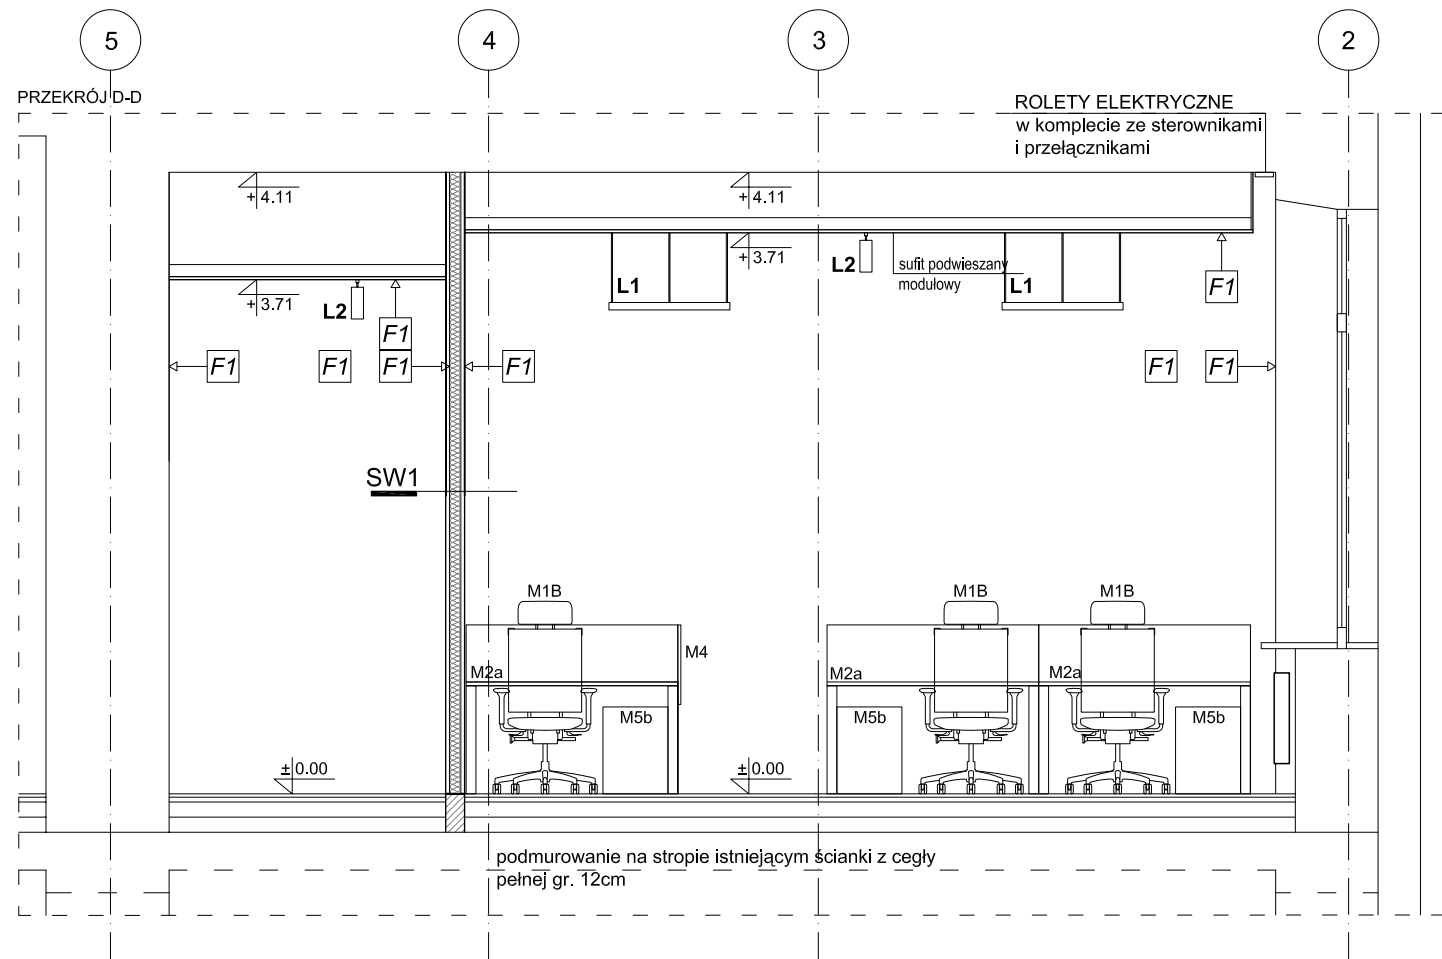 5
4
3
2
PRZEKRÓJ D-D
ROLETY ELEKTRYCZNE
w komplecie ze sterownikami
i przełącznikami
+ 4.11
+ 4.11
+ 3.71
L2
sufit podwieszany
modułowy
L1
L1
F1
+ 3.71
L2
F1
F1
F1
F1
F1
F1
F1
SW1
M1B
M1B
M1B
M4
M2a
M2a
M2a
M5b
M5b
M5b
± 0.00
± 0.00
podmurowanie na stropie istniejącym ścianki z cegły
pełnej gr. 12cm